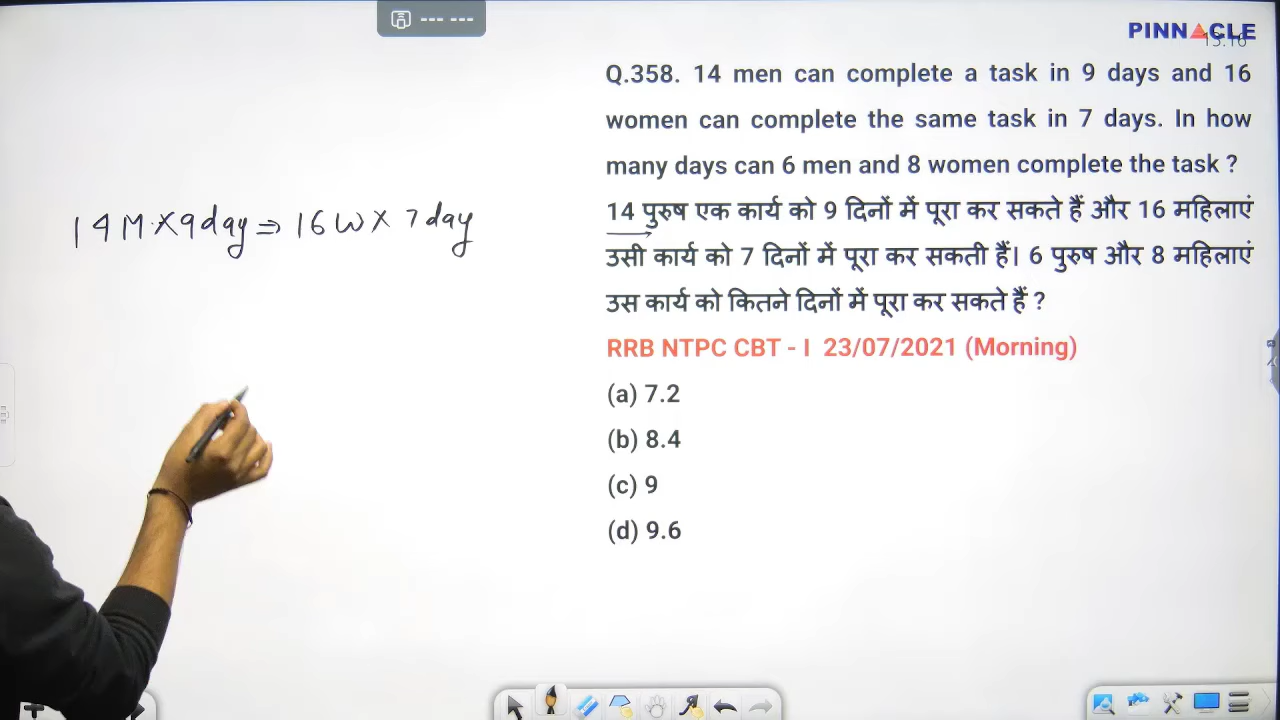 PINNACLE
Q.358. 14 men can complete a task in 9 days and 16
women can complete the same task in 7 days. In how
many days can 6 men and 8 women complete the task ?
14 M × 9 day ⇒ 16 W × 7 day
14 पुरुष एक कार्य को 9 दिनों में पूरा कर सकते हैं और 16 महिलाएं
उसी कार्य को 7 दिनों में पूरा कर सकती हैं। 6 पुरुष और 8 महिलाएं
उस कार्य को कितने दिनों में पूरा कर सकते हैं ?
RRB NTPC CBT - I 23/07/2021 (Morning)
(a) 7.2
(b) 8.4
(c) 9
(d) 9.6